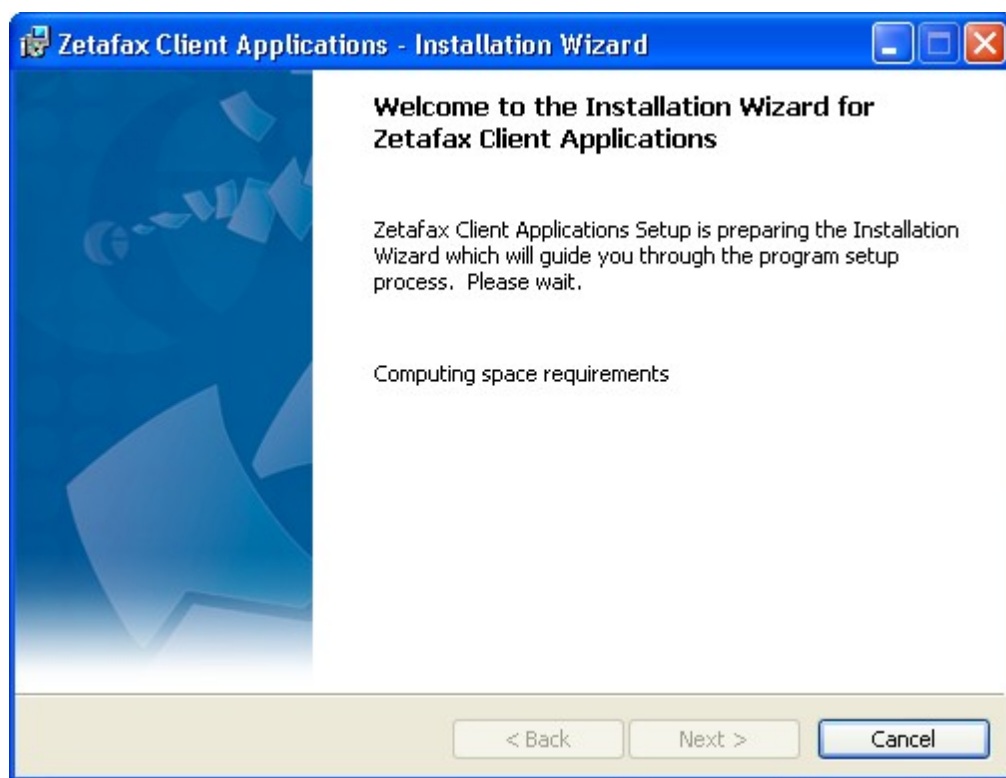 Zetafax Client Applications - Installation Wizard
Welcome to the Installation Wizard for
Zetafax Client Applications
Zetafax Client Applications Setup is preparing the Installation
Wizard which will guide you through the program setup
process.  Please wait.
Computing space requirements
< Back
Next >
Cancel